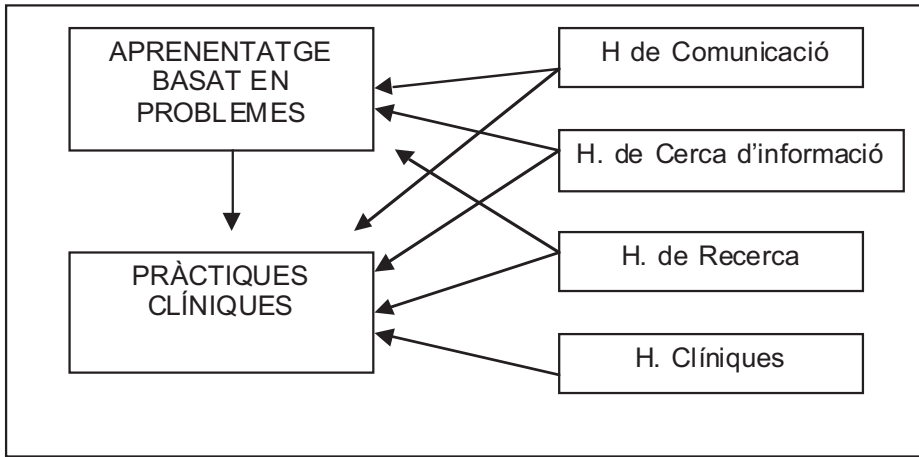 APRENENTATGE
BASAT EN
PROBLEMES
H de Comunicació
H. de Cerca d'informació
H. de Recerca
PRÀCTIQUES
CLÍNIQUES
H. Clíniques